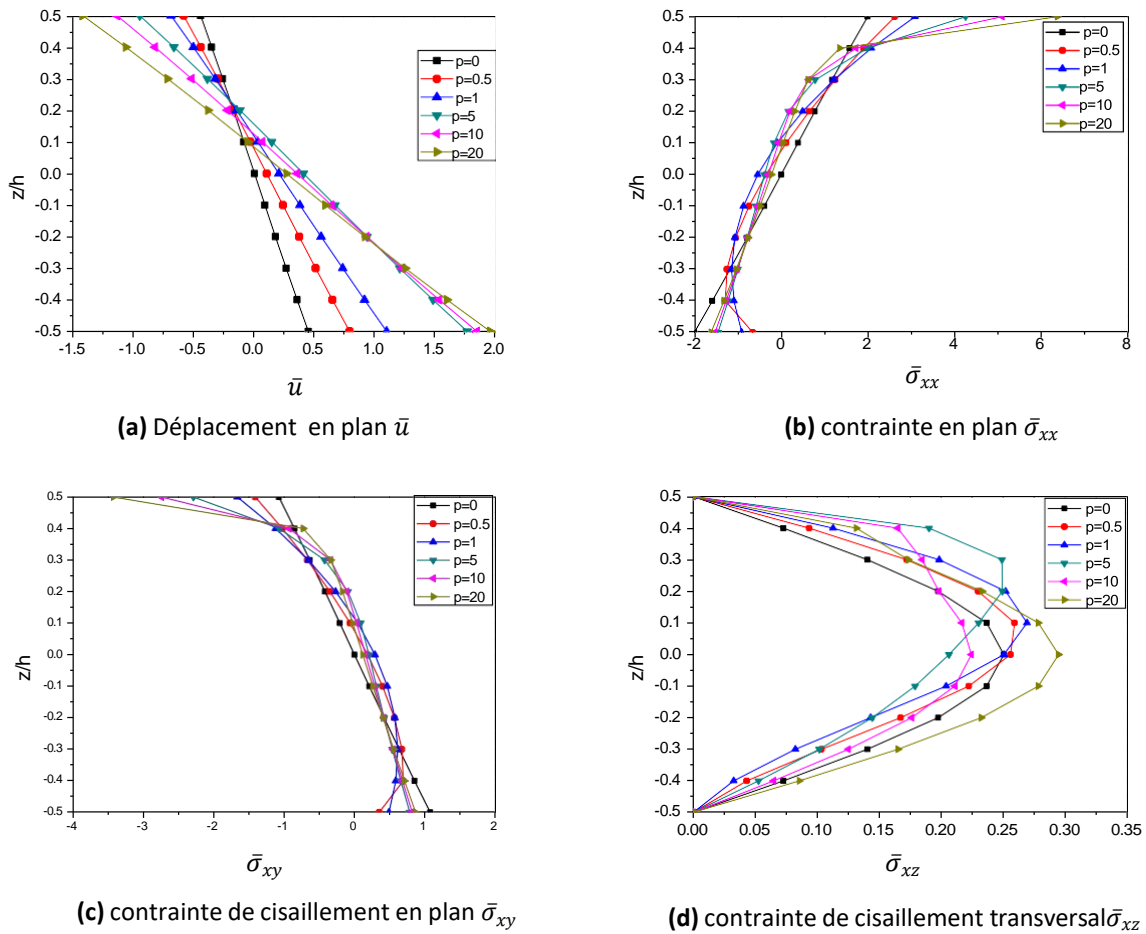 0.5
0.4
0.3
0.2
0.1
0.0
-0.1
-0.2
-0.3
-0.4
-0.5
z/h
p=0
p=0.5
p=1
p=5
p=10
p=20
-1.5
-1.0
-0.5
0.0
0.5
1.0
1.5
2.0
ū
(a) Déplacement en plan ū
0.5
0.4
0.3
0.2
0.1
0.0
-0.1
-0.2
-0.3
-0.4
-0.5
z/h
p=0
p=0.5
p=1
p=5
p=10
p=20
-2
0
2
4
6
8
σ̄xx
(b) contrainte en plan σ̄xx
0.5
0.4
0.3
0.2
0.1
0.0
-0.1
-0.2
-0.3
-0.4
-0.5
z/h
p=0
p=0.5
p=1
p=5
p=10
p=20
-4
-3
-2
-1
0
1
2
σ̄xy
(c) contrainte de cisaillement en plan σ̄xy
0.5
0.4
0.3
0.2
0.1
0.0
-0.1
-0.2
-0.3
-0.4
-0.5
z/h
p=0
p=0.5
p=1
p=5
p=10
p=20
0.00
0.05
0.10
0.15
0.20
0.25
0.30
0.35
σ̄xz
(d) contrainte de cisaillement transversalσ̄xz